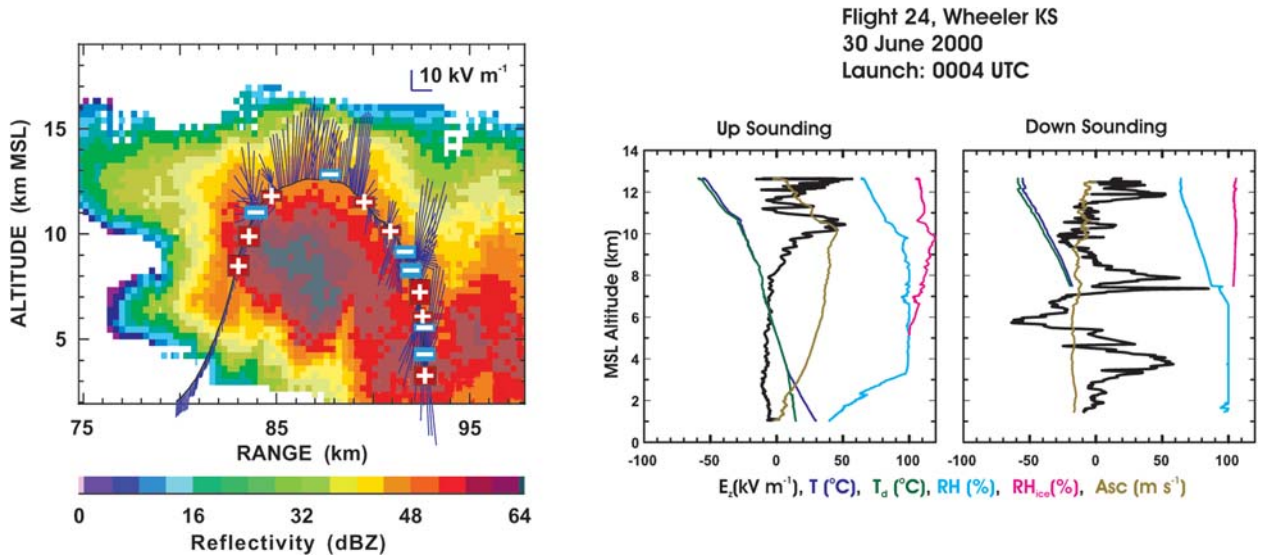 Flight 24, Wheeler KS
30 June 2000
Launch: 0004 UTC
10 kV m⁻¹
ALTITUDE (km MSL)
15
10
5
75 85 95
RANGE (km)
0 16 32 48 64
Reflectivity (dBZ)
Up Sounding
Down Sounding
MSL Altitude (km)
14
12
10
8
6
4
2
0
-100 -50 0 50 100
-100 -50 0 50 100
E_z(kV m⁻¹), T (°C), T_d (°C), RH (%), RH_ice(%), Asc (m s⁻¹)